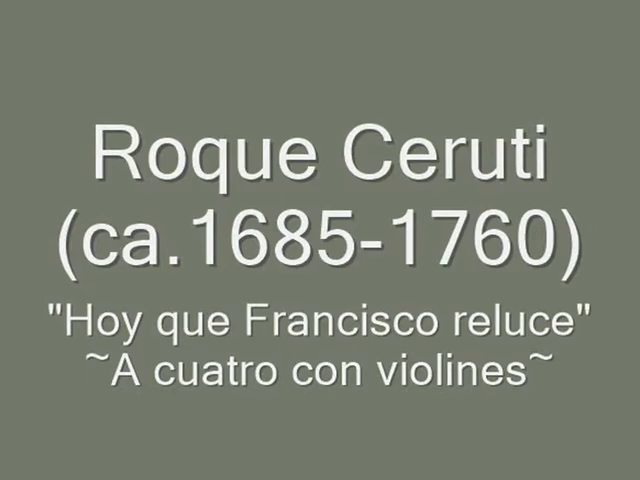 Roque Ceruti
(ca.1685-1760)
"Hoy que Francisco reluce"
~A cuatro con violines~